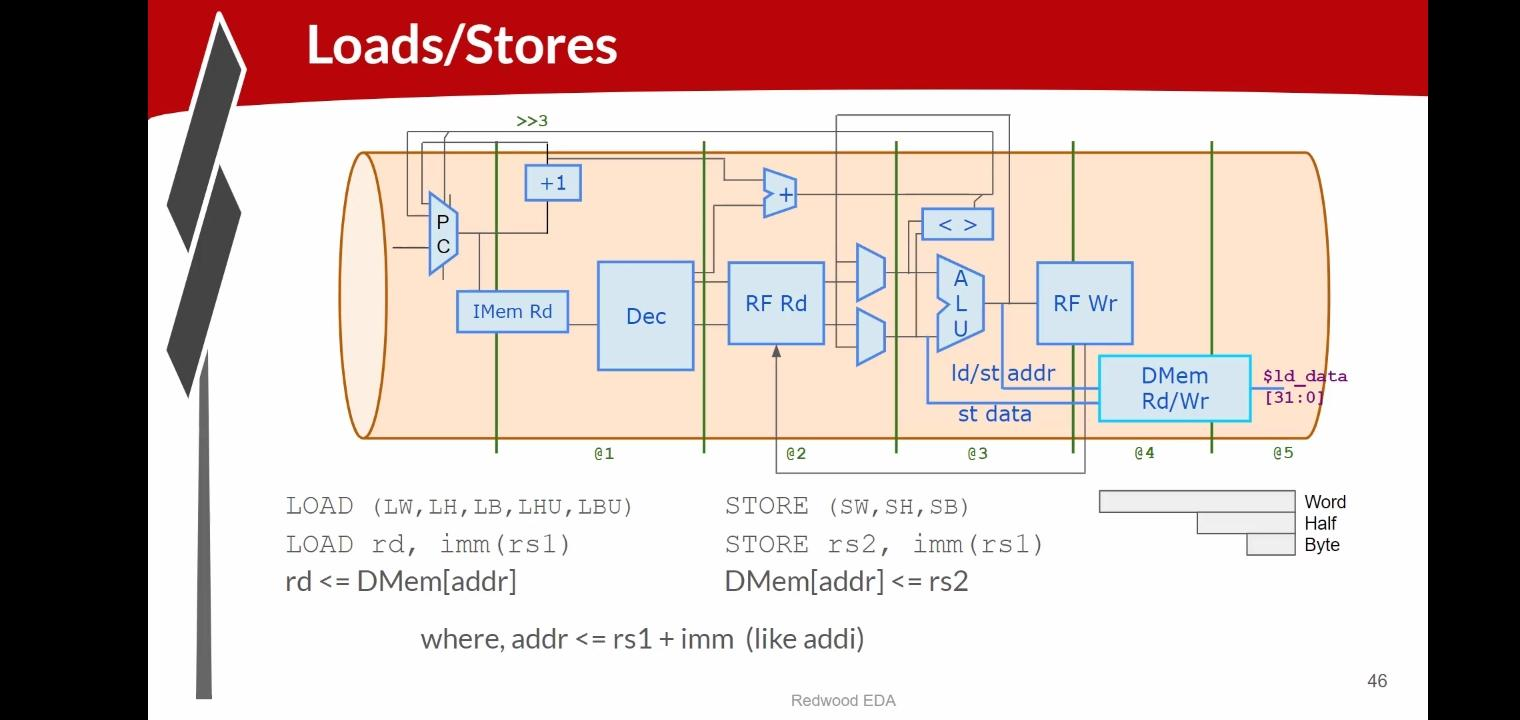 Loads/Stores
>>3
+1
P
C
+
< >
IMem Rd
Dec
RF Rd
A
L
U
RF Wr
ld/st addr
st data
DMem
Rd/Wr
$ld_data
[31:0]
@1
@2
@3
@4
@5
LOAD (LW,LH,LB,LHU,LBU)
LOAD rd, imm(rs1)
rd <= DMem[addr]
STORE (SW,SH,SB)
STORE rs2, imm(rs1)
DMem[addr] <= rs2
Word
Half
Byte
where, addr <= rs1 + imm (like addi)
46
Redwood EDA